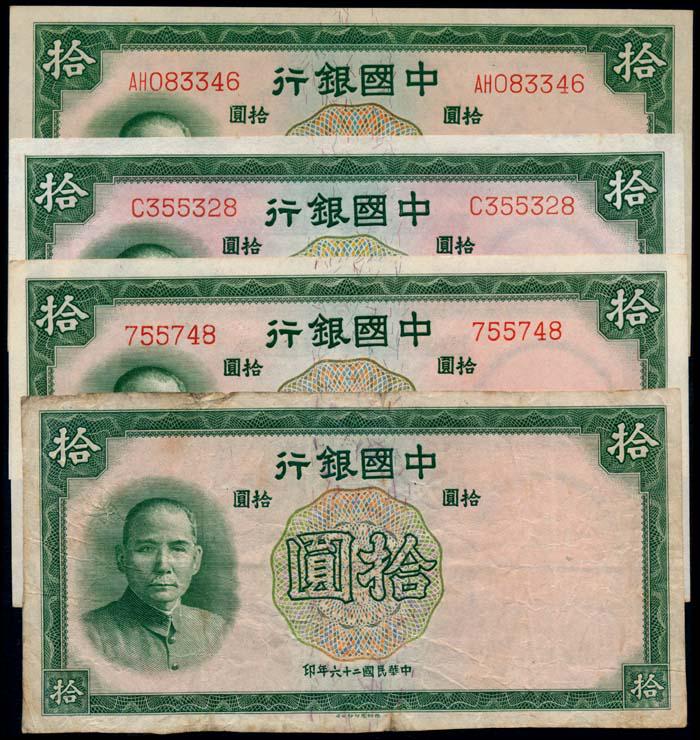 拾 拾
AH083346 中國銀行 AH083346
拾圓 拾圓
拾 拾
C355328 中國銀行 C355328
拾圓 拾圓
拾 拾
755748 中國銀行 755748
拾圓 拾圓
拾 拾
中國銀行
拾圓 拾圓
拾圓
中華民國二十六年印
拾 拾